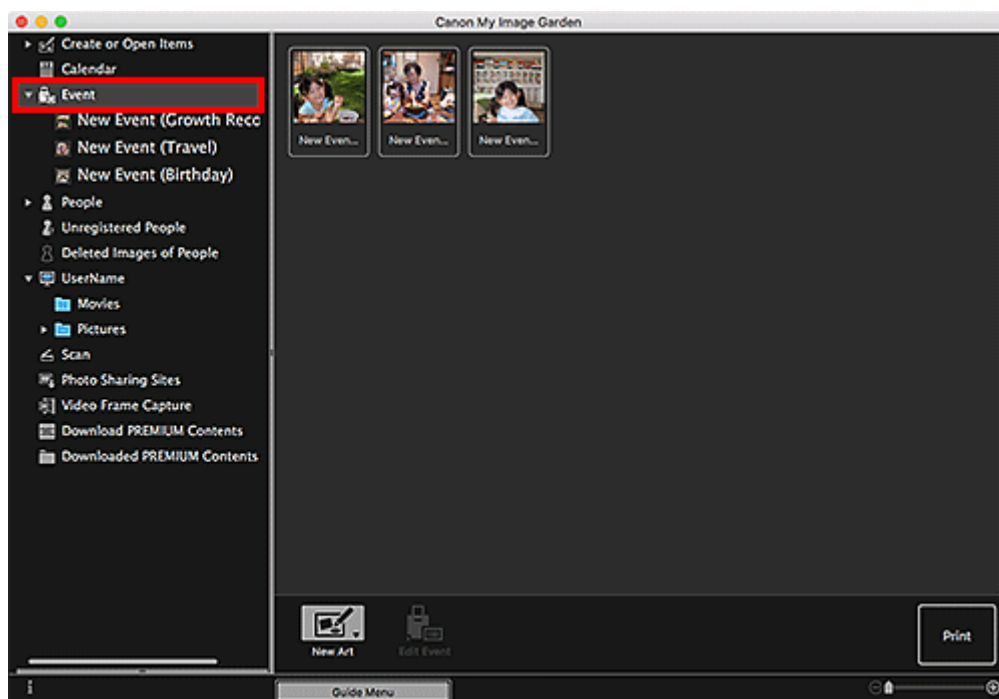 Canon My Image Garden
Create or Open Items
Calendar
Event
New Event (Growth Reco
New Event (Travel)
New Event (Birthday)
People
Unregistered People
Deleted Images of People
UserName
Movies
Pictures
Scan
Photo Sharing Sites
Video Frame Capture
Download PREMIUM Contents
Downloaded PREMIUM Contents
New Even...
New Even...
New Even...
New Art
Edit Event
Print
Guide Menu